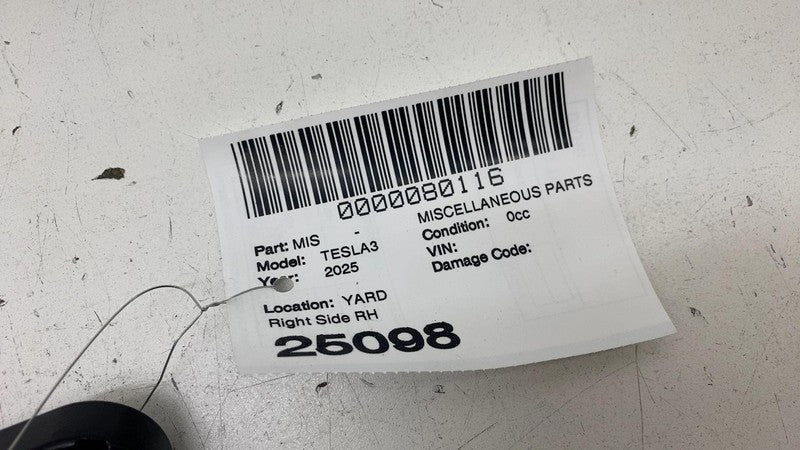 0000080116
Part: MIS - MISCELLANEOUS PARTS
Model: TESLA3 Condition: 0cc
Year: 2025 VIN:
Damage Code:
Location: YARD
Right Side RH
25098